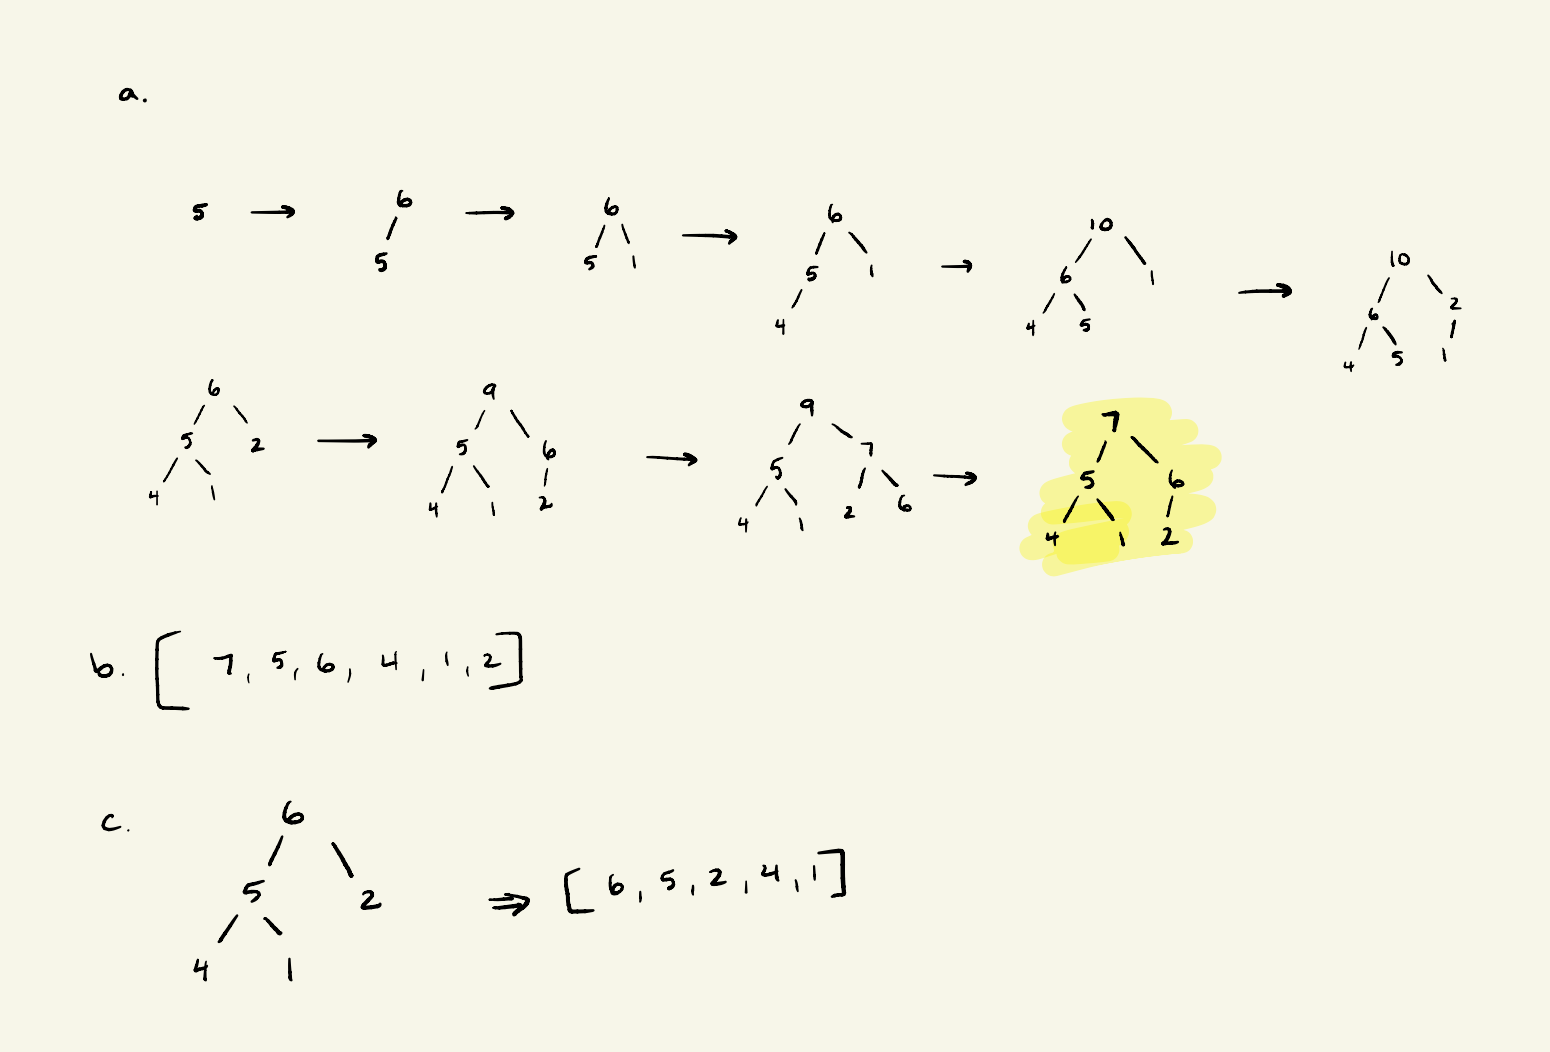 a.
5 → 6 → 6 → 6 → 10 → 10
5 5 1 5 1 6 1 6 2
4 4 5 4 5 1
6 → 9 → 9 → 7
5 2 5 6 5 7 5 6
4 1 4 1 2 4 1 2 6 4 1 2
b. [ 7, 5, 6, 4, 1, 2 ]
c.
6
5 2 ⇒ [ 6, 5, 2, 4, 1 ]
4 1